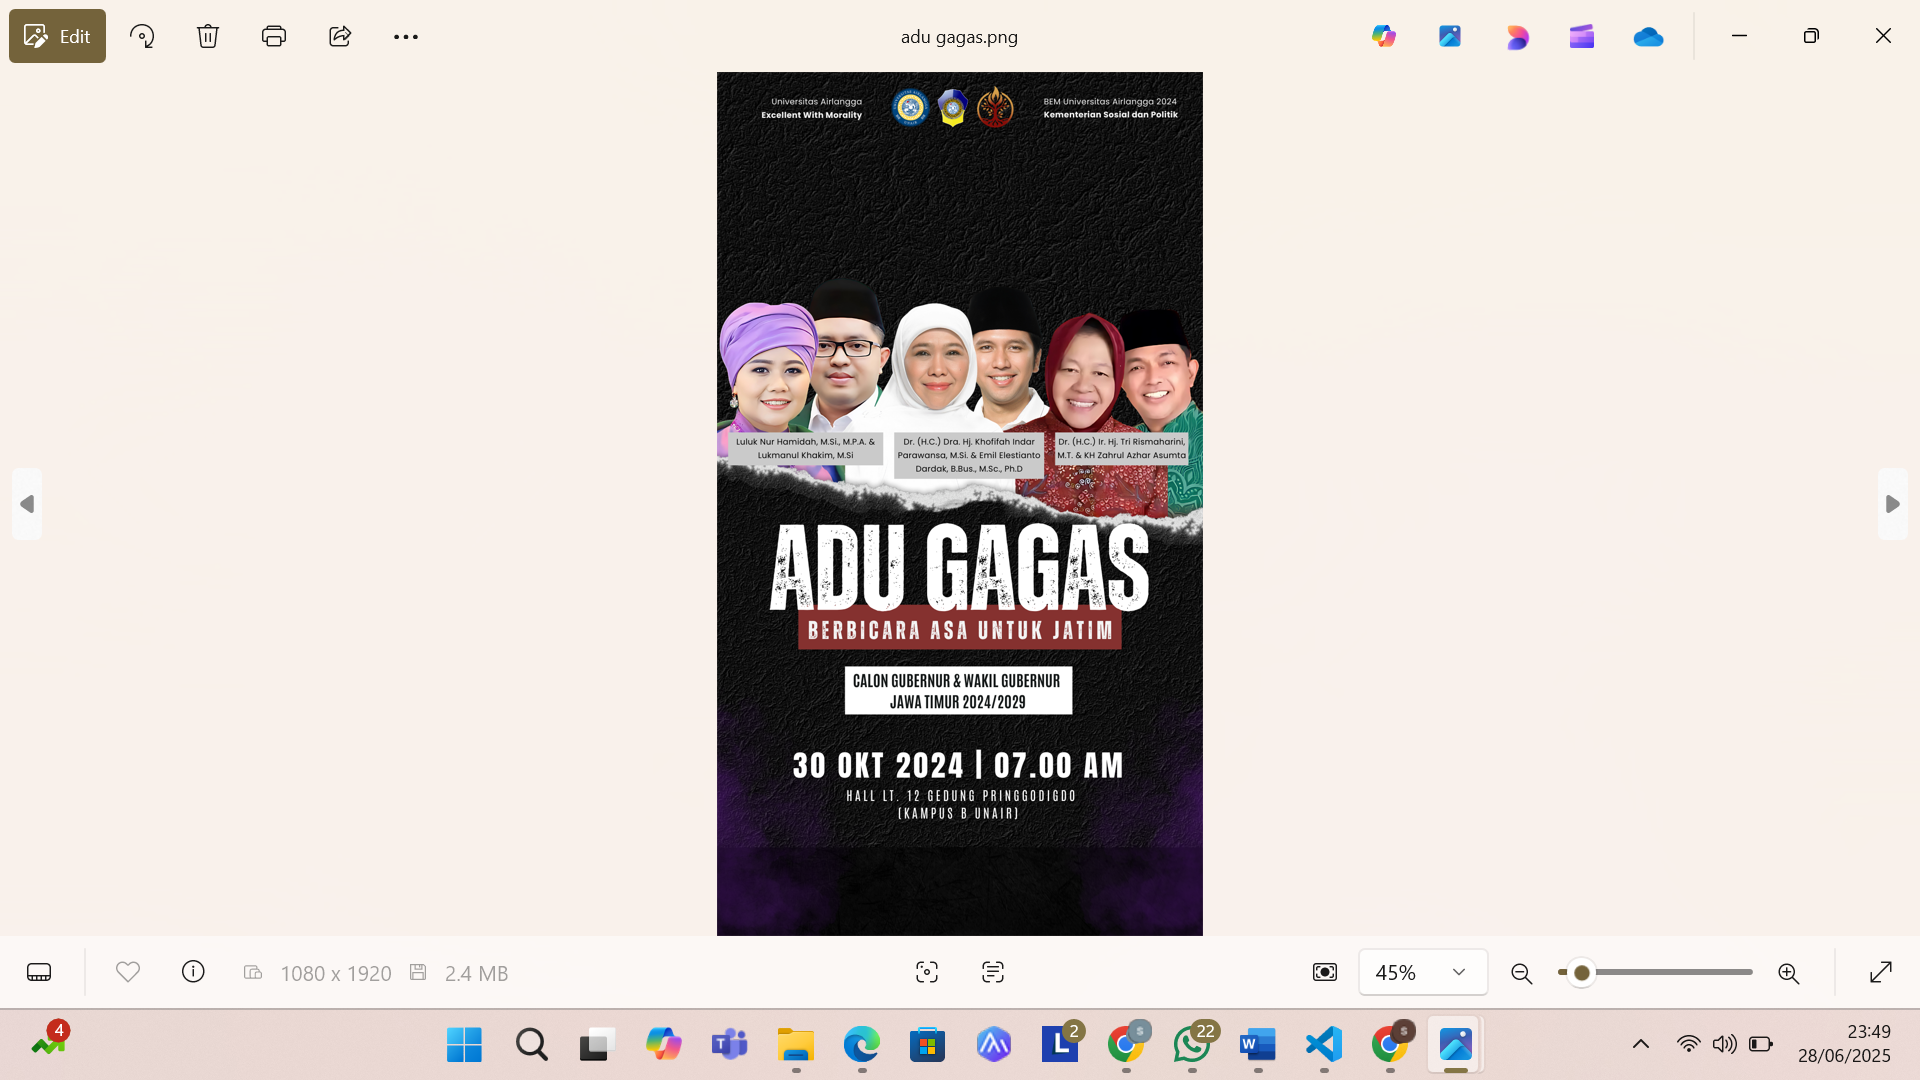 Edit
adu gagas.png
Universitas Airlangga
Excellent With Morality
BEM Universitas Airlangga 2024
Kementerian Sosial dan Politik
Luluk Nur Hamidah, M.Si., M.P.A. &
Lukmanul Khakim, M.Si
Dr. (H.C.) Dra. Hj. Khofifah Indar
Parawansa, M.Si. & Emil Elestianto
Dardak, B.Bus., M.Sc., Ph.D
Dr. (H.C.) Ir. Hj. Tri Rismaharini,
M.T. & KH Zahrul Azhar Asumta
ADU GAGAS
BERBICARA ASA UNTUK JATIM
CALON GUBERNUR & WAKIL GUBERNUR
JAWA TIMUR 2024/2029
30 OKT 2024 | 07.00 AM
HALL LT. 12 GEDUNG PRINGGODIGDO
(KAMPUS B UNAIR)
1080 x 1920
2.4 MB
45%
4
2
22
23:49
28/06/2025